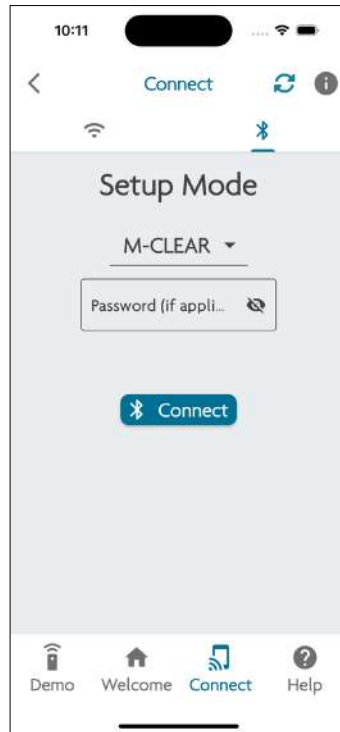 10:11
Connect
Setup Mode
M-CLEAR
Password (if appli...
Connect
Demo Welcome Connect Help